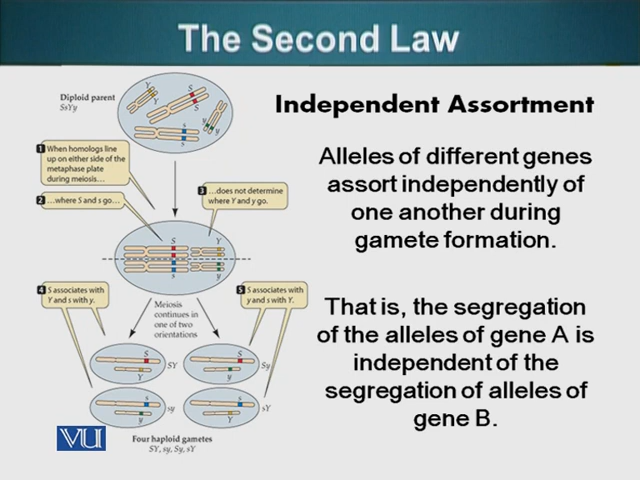 The Second Law
Diploid parent
SsYy
Y
Y
S
S
s
s
y
y
Independent Assortment
Alleles of different genes
assort independently of
one another during
gamete formation.
That is, the segregation
of the alleles of gene A is
independent of the
segregation of alleles of
gene B.
1 When homologs line
up on either side of the
metaphase plate
during meiosis…
2 …where S and s go…
3 …does not determine
where Y and y go.
S
Y
s
y
4 S associates with
Y and s with y.
5 S associates with
y and s with Y.
Meiosis
continues in
one of two
orientations
S
Y
SY
S
y
Sy
s
y
sy
s
Y
sY
Four haploid gametes
SY, sy, Sy, sY
VU